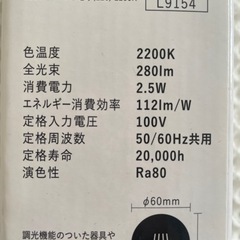 L9154
色温度 2200K
全光束 280lm
消費電力 2.5W
エネルギー消費効率 112lm/W
定格入力電圧 100V
定格周波数 50/60Hz共用
定格寿命 20,000h
演色性 Ra80
φ60mm
調光機能のついた器具や